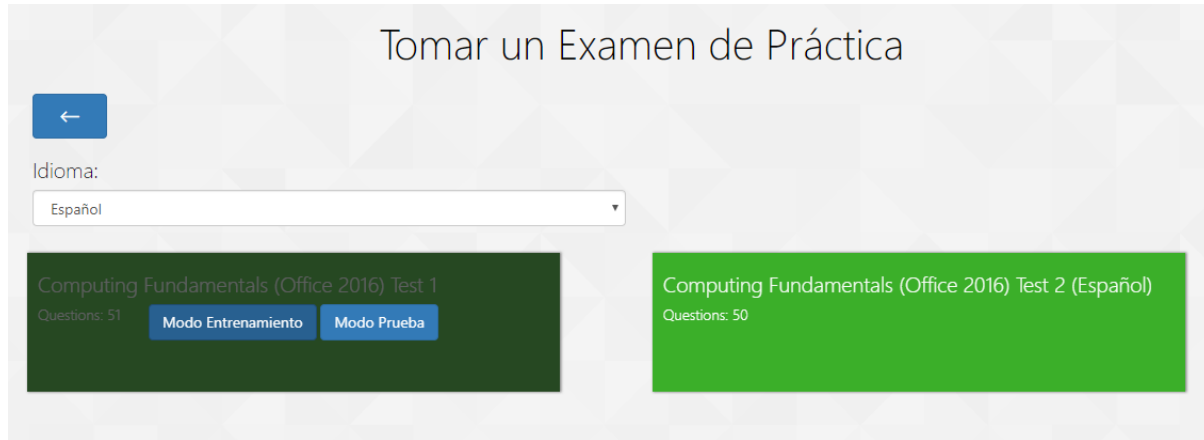 Tomar un Examen de Práctica
Idioma:
Español
Computing Fundamentals (Office 2016) Test 1
Questions: 51
Modo Entrenamiento
Modo Prueba
Computing Fundamentals (Office 2016) Test 2 (Español)
Questions: 50